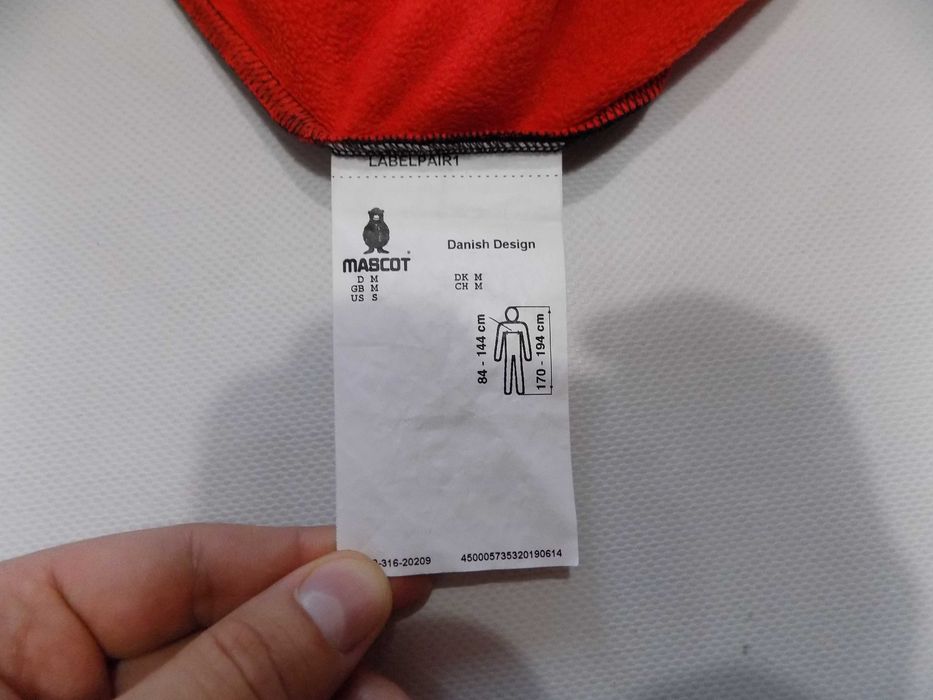 LABELPAIR1
Danish Design
MASCOT®
D M
GB M
US S
DK M
CH M
84 - 144 cm
170 - 194 cm
-316-20209
450005735320190614